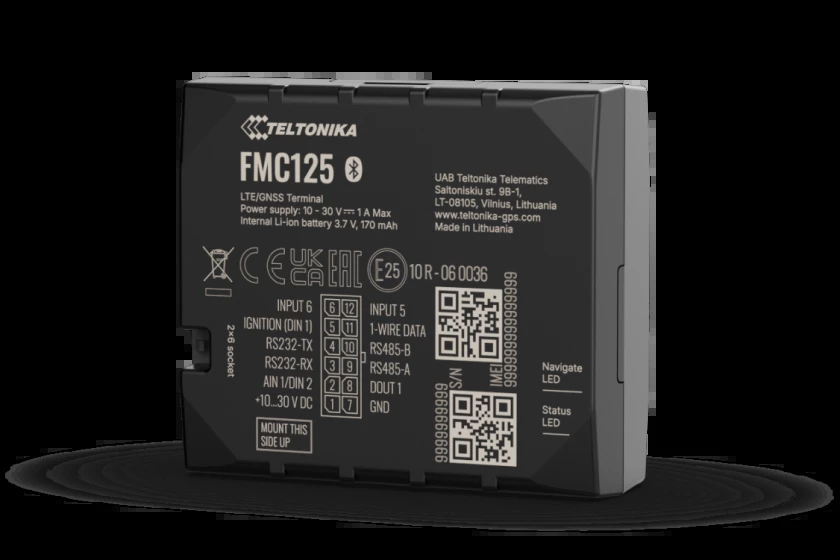 TELTONIKA
FMC125
LTE/GNSS Terminal
Power supply: 10 - 30 V ⎓ 1 A Max
Internal Li-ion battery 3.7 V, 170 mAh
UAB Teltonika Telematics
Saltoniskiu st. 9B-1,
LT-08105, Vilnius, Lithuania
www.teltonika-gps.com
Made in Lithuania
CE UKCA EAC E25 10 R - 06 0036
INPUT 6 6 12 INPUT 5
IGNITION (DIN 1) 5 11 1-WIRE DATA
RS232-TX 4 10 RS485-B
RS232-RX 3 9 RS485-A
AIN 1/DIN 2 2 8 DOUT 1
+10...30 V DC 1 7 GND
2×6 socket
MOUNT THIS
SIDE UP
S/N
9999999999
IMEI
999999999999999
Navigate
LED
Status
LED